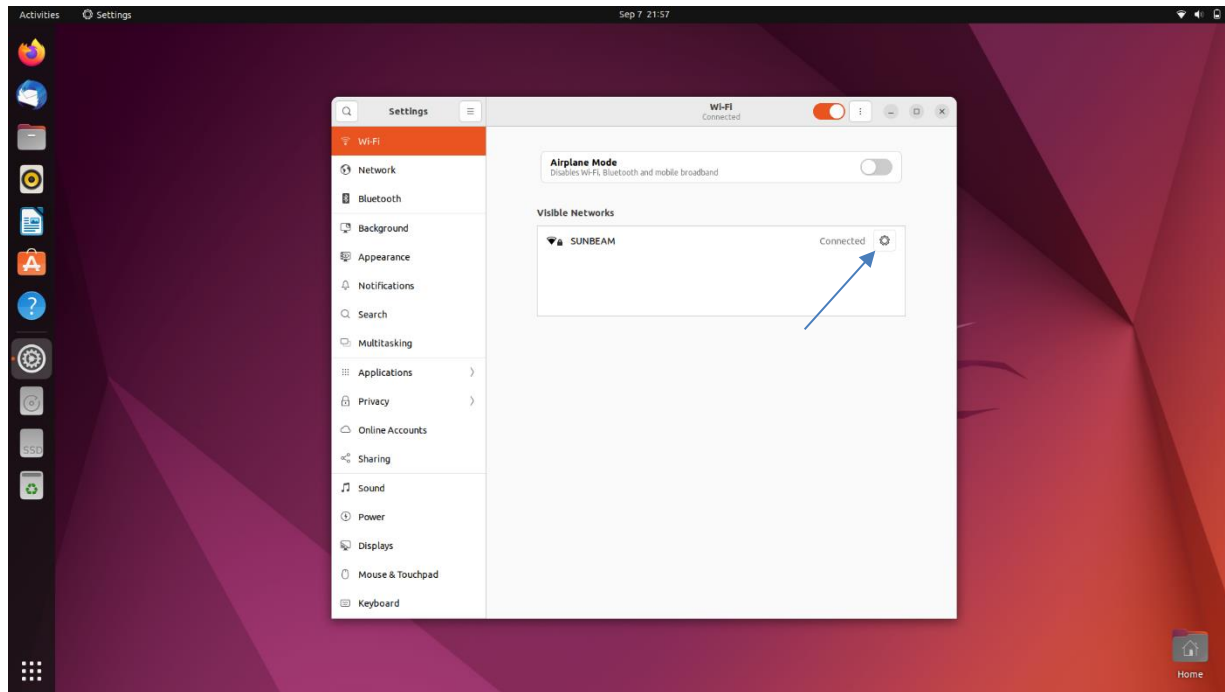 Activities Settings Sep 7 21:57
Settings
Wi-Fi
Connected
Wi-Fi
Network
Bluetooth
Background
Appearance
Notifications
Search
Multitasking
Applications
Privacy
Online Accounts
Sharing
Sound
Power
Displays
Mouse & Touchpad
Keyboard
Airplane Mode
Disables Wi-Fi, Bluetooth and mobile broadband
Visible Networks
SUNBEAM Connected
SSD
Home